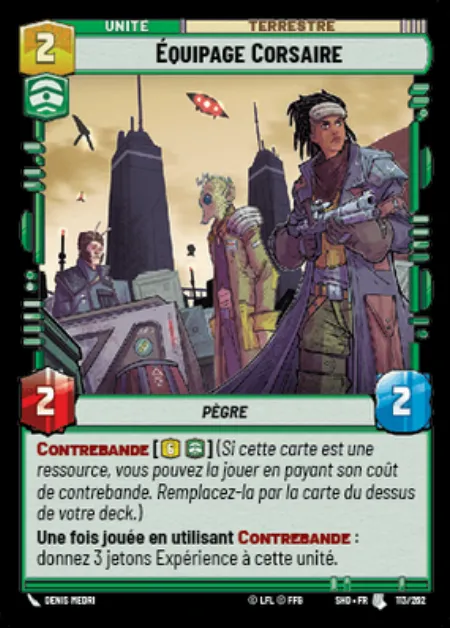 UNITÉ
TERRESTRE
2
ÉQUIPAGE CORSAIRE
2
PÈGRE
2
CONTREBANDE [6] (Si cette carte est une
ressource, vous pouvez la jouer en payant son coût
de contrebande. Remplacez-la par la carte du dessus
de votre deck.)
Une fois jouée en utilisant CONTREBANDE :
donnez 3 jetons Expérience à cette unité.
DENIS MEDRI
© LFL © FFG
SHD • FR
113/262